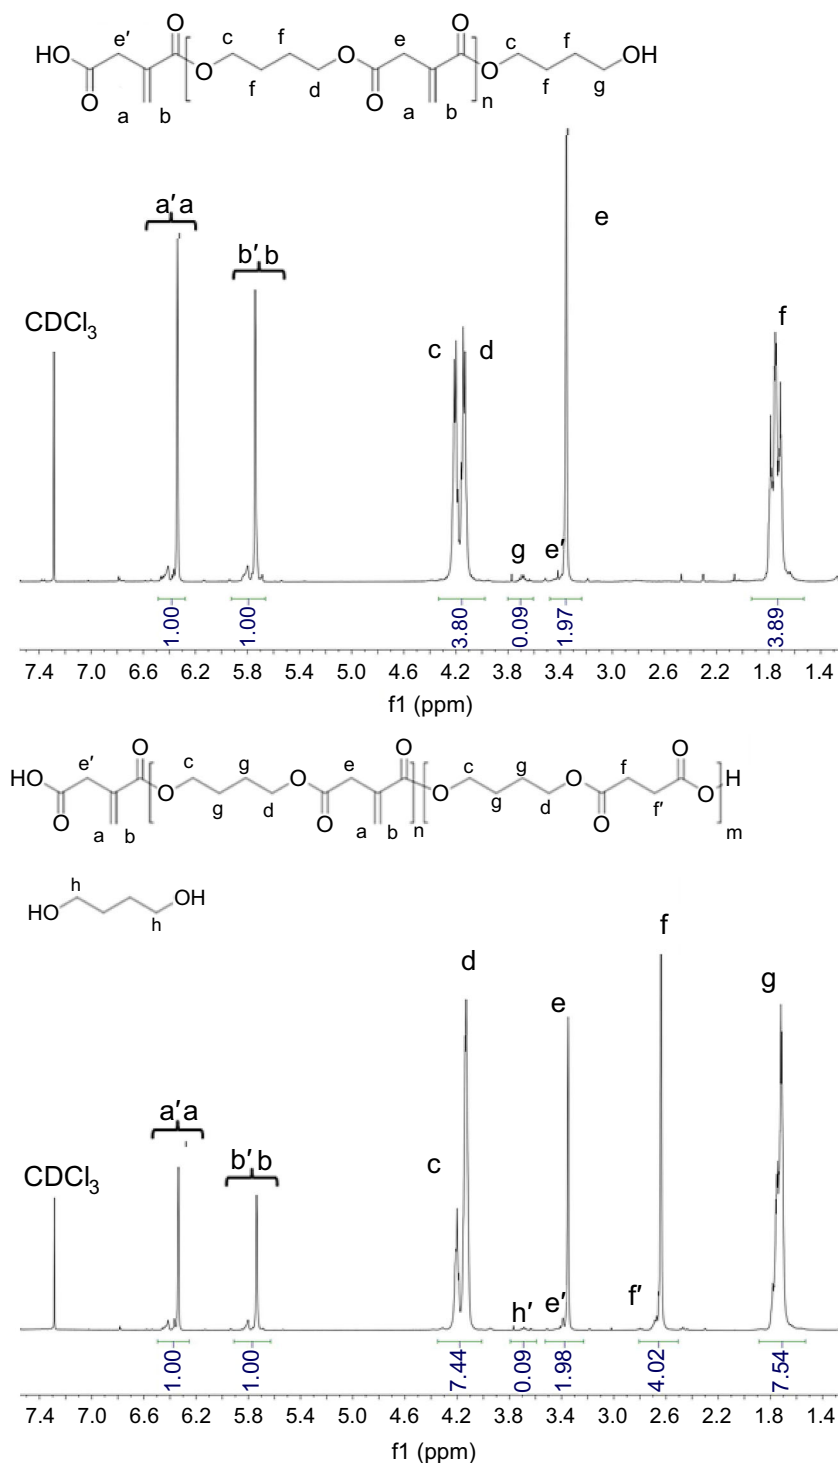 e′ O c f O e O c f OH
HO O f d O n O f g
O a b a b
a′ a
b′ b
e
CDCl3
f
c d
g e′
1.00 1.00 3.80 0.09 1.97 3.89
7.4 7.0 6.6 6.2 5.8 5.4 5.0 4.6 4.2 3.8 3.4 3.0 2.6 2.2 1.8 1.4
f1 (ppm)
e′ O c g O e O c g O f O H
HO O g d O n O g d O f′ O m
O a b a b
h OH
HO h
f
d
g
e
a′ a
b′ b
CDCl3
c
h′ e′ f′
1.00 1.00 7.44 0.09 1.98 4.02 7.54
7.4 7.0 6.6 6.2 5.8 5.4 5.0 4.6 4.2 3.8 3.4 3.0 2.6 2.2 1.8 1.4
f1 (ppm)